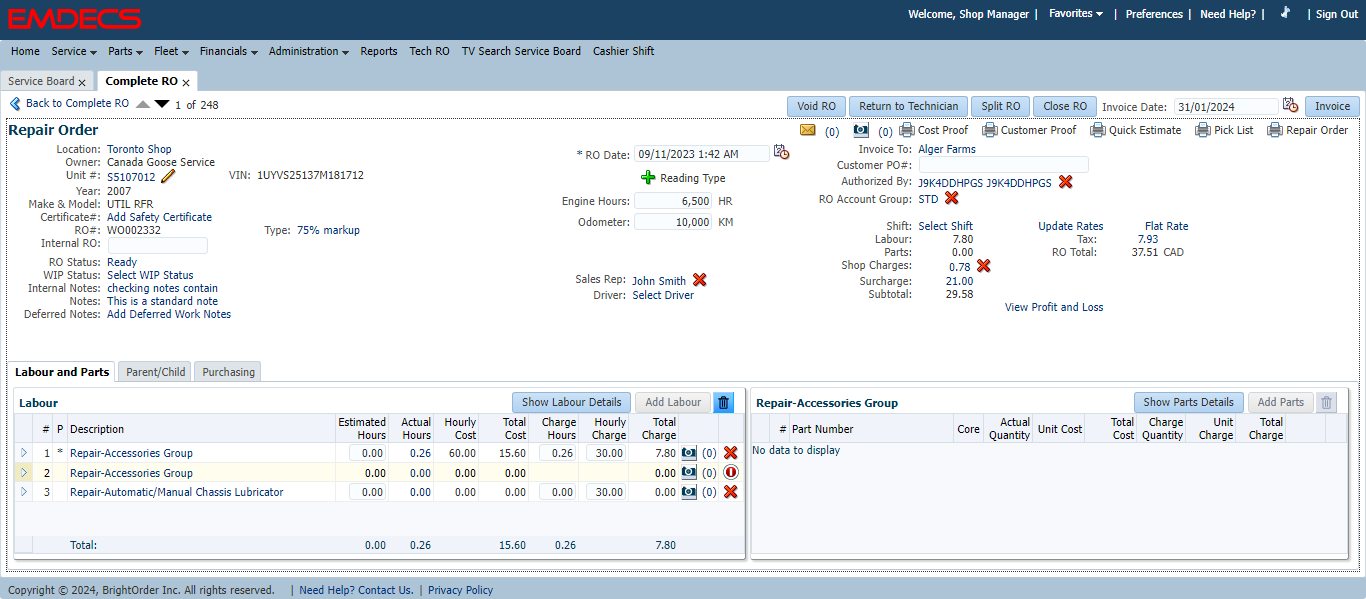 EMDECS
Welcome, Shop Manager | Favorites | Preferences | Need Help? | | Sign Out
Home Service Parts Fleet Financials Administration Reports Tech RO TV Search Service Board Cashier Shift
Service Board x Complete RO x
Back to Complete RO 1 of 248 Void RO Return to Technician Split RO Close RO Invoice Date: 31/01/2024 Invoice
Repair Order (0) (0) Cost Proof Customer Proof Quick Estimate Pick List Repair Order
Location: Toronto Shop * RO Date: 09/11/2023 1:42 AM Invoice To: Alger Farms
Owner: Canada Goose Service Customer PO#:
Unit #: S5107012 VIN: 1UYVS25137M181712 Reading Type Authorized By: J9K4DDHPGS J9K4DDHPGS
Year: 2007 Engine Hours: 6,500 HR RO Account Group: STD
Make & Model: UTIL RFR
Certificate#: Add Safety Certificate Odometer: 10,000 KM
RO#: WO002332 Type: 75% markup Shift: Select Shift Update Rates Flat Rate
Internal RO: Labour: 7.80 Tax: 7.93
Parts: 0.00 RO Total: 37.51 CAD
RO Status: Ready Shop Charges: 0.78
WIP Status: Select WIP Status Sales Rep: John Smith Surcharge: 21.00
Internal Notes: checking notes contain Driver: Select Driver Subtotal: 29.58
Notes: This is a standard note View Profit and Loss
Deferred Notes: Add Deferred Work Notes
Labour and Parts Parent/Child Purchasing
Labour Show Labour Details Add Labour Repair-Accessories Group Show Parts Details Add Parts
# P Description Estimated Hours Actual Hours Hourly Cost Total Cost Charge Hours Hourly Charge Total Charge # Part Number Core Actual Quantity Unit Cost Total Cost Charge Quantity Unit Charge Total Charge
1 * Repair-Accessories Group 0.00 0.26 60.00 15.60 0.26 30.00 7.80 (0) No data to display
2 Repair-Accessories Group 0.00 0.00 0.00 0.00 0.00 (0)
3 Repair-Automatic/Manual Chassis Lubricator 0.00 0.00 0.00 0.00 0.00 30.00 0.00 (0)
Total: 0.00 0.26 15.60 0.26 7.80
Copyright © 2024, BrightOrder Inc. All rights reserved. | Need Help? Contact Us. | Privacy Policy